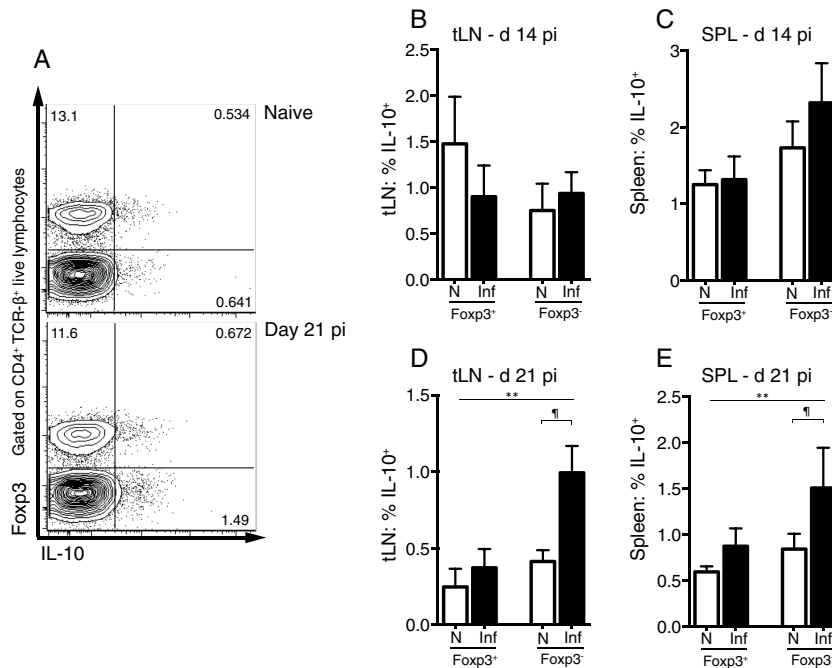 A
13.1
0.534
Naive
0.641
11.6
0.672
Day 21 pi
1.49
Foxp3
Gated on CD4⁺ TCR-β⁺ live lymphocytes
IL-10
B
tLN - d 14 pi
tLN: % IL-10⁺
2.5
2.0
1.5
1.0
0.5
0.0
N Inf N Inf
Foxp3⁺ Foxp3⁻
C
SPL - d 14 pi
Spleen: % IL-10⁺
3
2
1
0
N Inf N Inf
Foxp3⁺ Foxp3⁻
D
tLN - d 21 pi
tLN: % IL-10⁺
1.5
1.0
0.5
0.0
**
¶
N Inf N Inf
Foxp3⁺ Foxp3⁻
E
SPL - d 21 pi
Spleen: % IL-10⁺
2.5
2.0
1.5
1.0
0.5
0.0
**
¶
N Inf N Inf
Foxp3⁺ Foxp3⁻